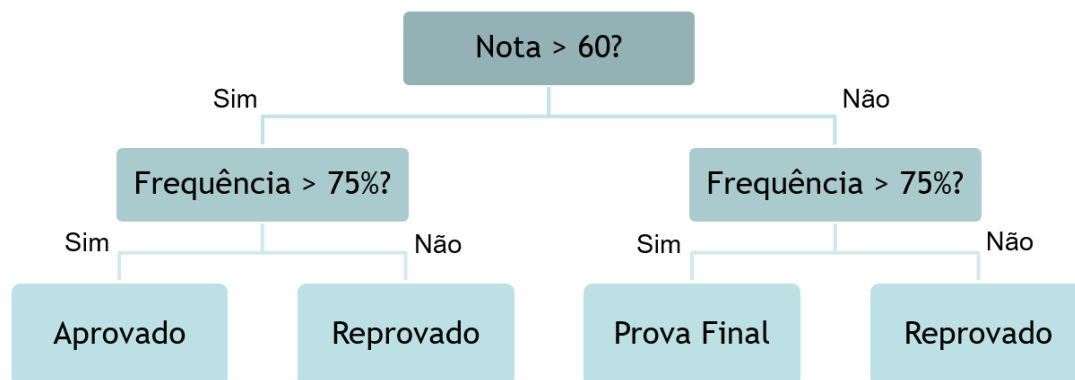 Nota > 60?
Sim
Não
Frequência > 75%?
Frequência > 75%?
Sim
Não
Sim
Não
Aprovado
Reprovado
Prova Final
Reprovado